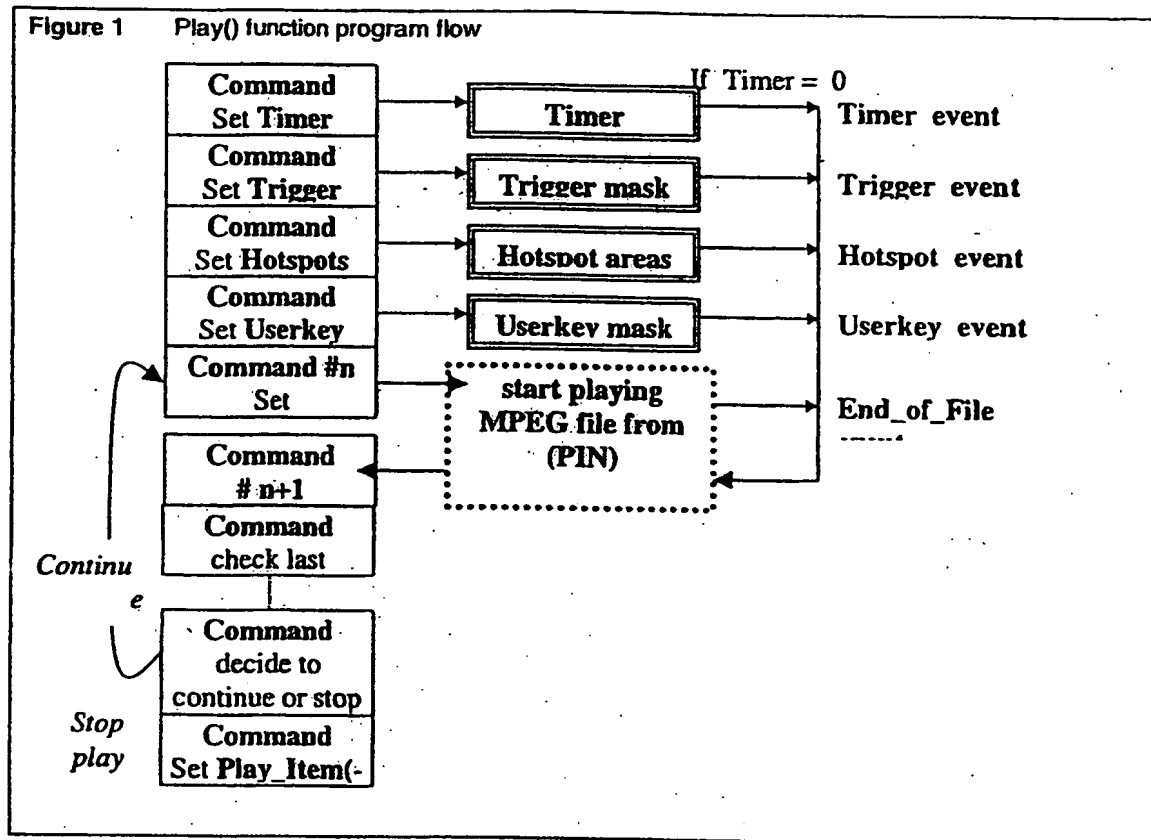 Figure 1 Play() function program flow
If Timer = 0
Command
Set Timer
Timer
Timer event
Command
Set Trigger
Trigger mask
Trigger event
Command
Set Hotspots
Hotspot areas
Hotspot event
Command
Set Userkey
Userkey mask
Userkey event
Command #n
Set
start playing
MPEG file from
(PIN)
End_of_File
Command
# n+1
Command
check last
Continu
e
Command
decide to
continue or stop
Stop
play
Command
Set Play_Item(-